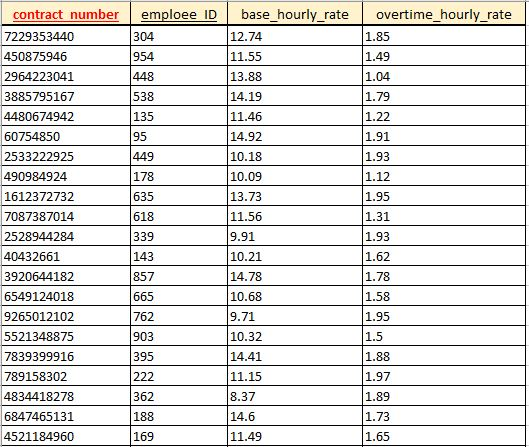 contract_number emploee_ID base_hourly_rate overtime_hourly_rate
7229353440 304 12.74 1.85
450875946 954 11.55 1.49
2964223041 448 13.88 1.04
3885795167 538 14.19 1.79
4480674942 135 11.46 1.22
60754850 95 14.92 1.91
2533222925 449 10.18 1.93
490984924 178 10.09 1.12
1612372732 635 13.73 1.95
7087387014 618 11.56 1.31
2528944284 339 9.91 1.93
40432661 143 10.21 1.62
3920644182 857 14.78 1.78
6549124018 665 10.68 1.58
9265012102 762 9.71 1.95
5521348875 903 10.32 1.5
7839399916 395 14.41 1.88
789158302 222 11.15 1.97
4834418278 362 8.37 1.89
6847465131 188 14.6 1.73
4521184960 169 11.49 1.65